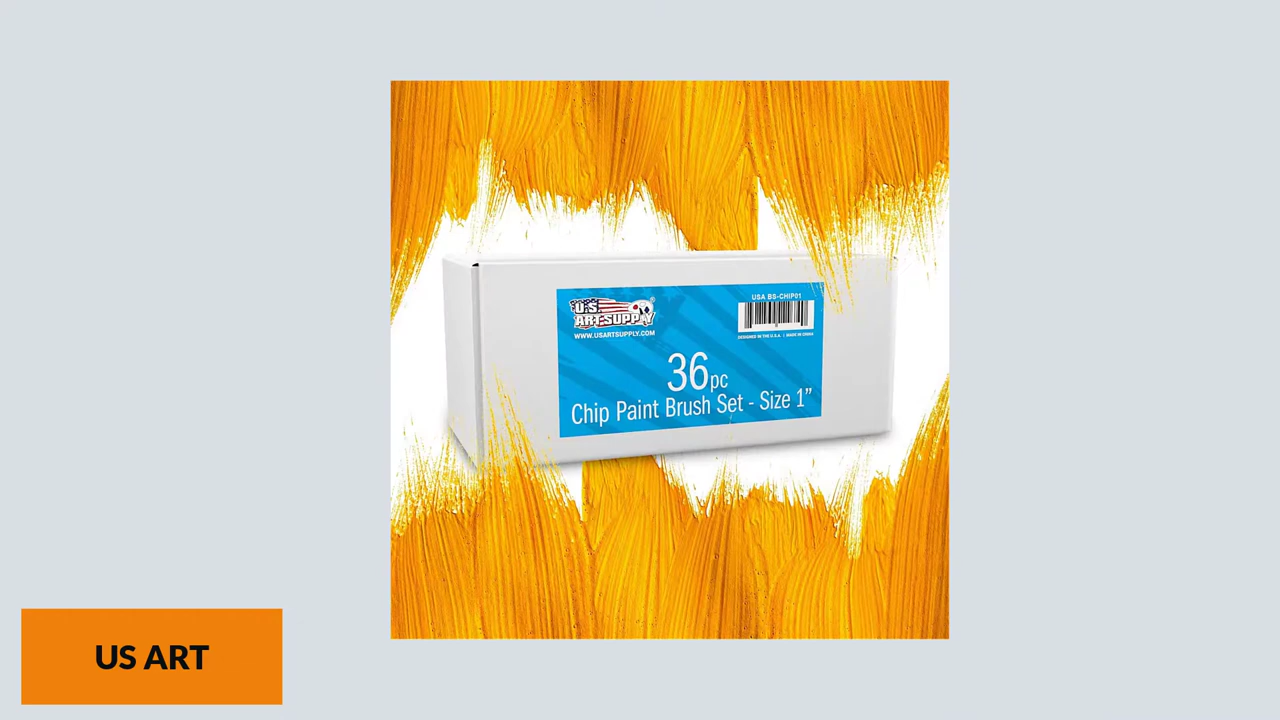 U.S.
ART SUPPLY
®
WWW.USARTSUPPLY.COM
USA BS-CHIP01
DESIGNED IN THE U.S.A. | MADE IN CHINA
36pc
Chip Paint Brush Set - Size 1”
US ART